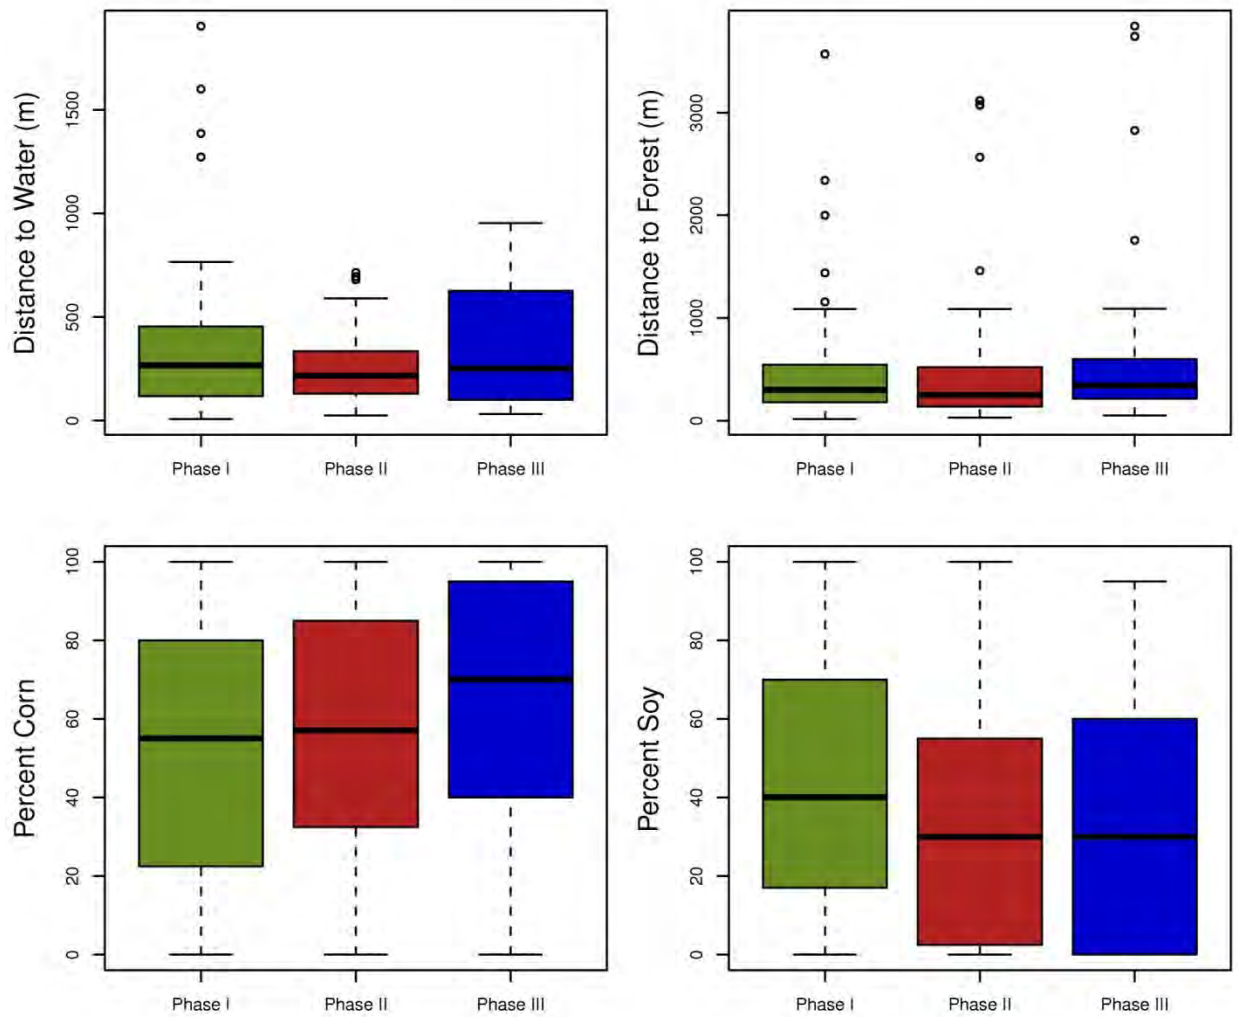 Distance to Water (m)
1500
1000
500
0
Phase I
Phase II
Phase III
Distance to Forest (m)
3000
2000
1000
0
Phase I
Phase II
Phase III
Percent Corn
100
80
60
40
20
0
Phase I
Phase II
Phase III
Percent Soy
100
80
60
40
20
0
Phase I
Phase II
Phase III